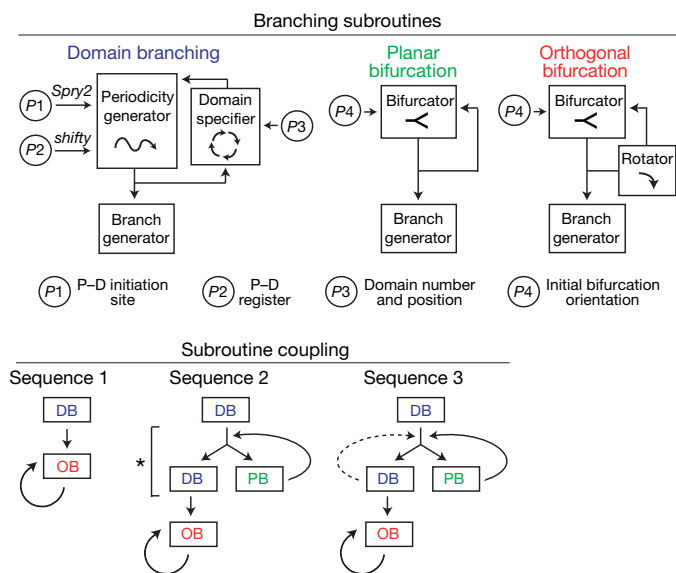 Branching subroutines
Domain branching
Planar
bifurcation
Orthogonal
bifurcation
P1
Spry2
P2
shifty
Periodicity
generator
Domain
specifier
P3
Branch
generator
P4
Bifurcator
Branch
generator
P4
Bifurcator
Rotator
Branch
generator
P1 P–D initiation
site
P2 P–D
register
P3 Domain number
and position
P4 Initial bifurcation
orientation
Subroutine coupling
Sequence 1
Sequence 2
Sequence 3
DB
OB
DB
*
DB
PB
OB
DB
DB
PB
OB